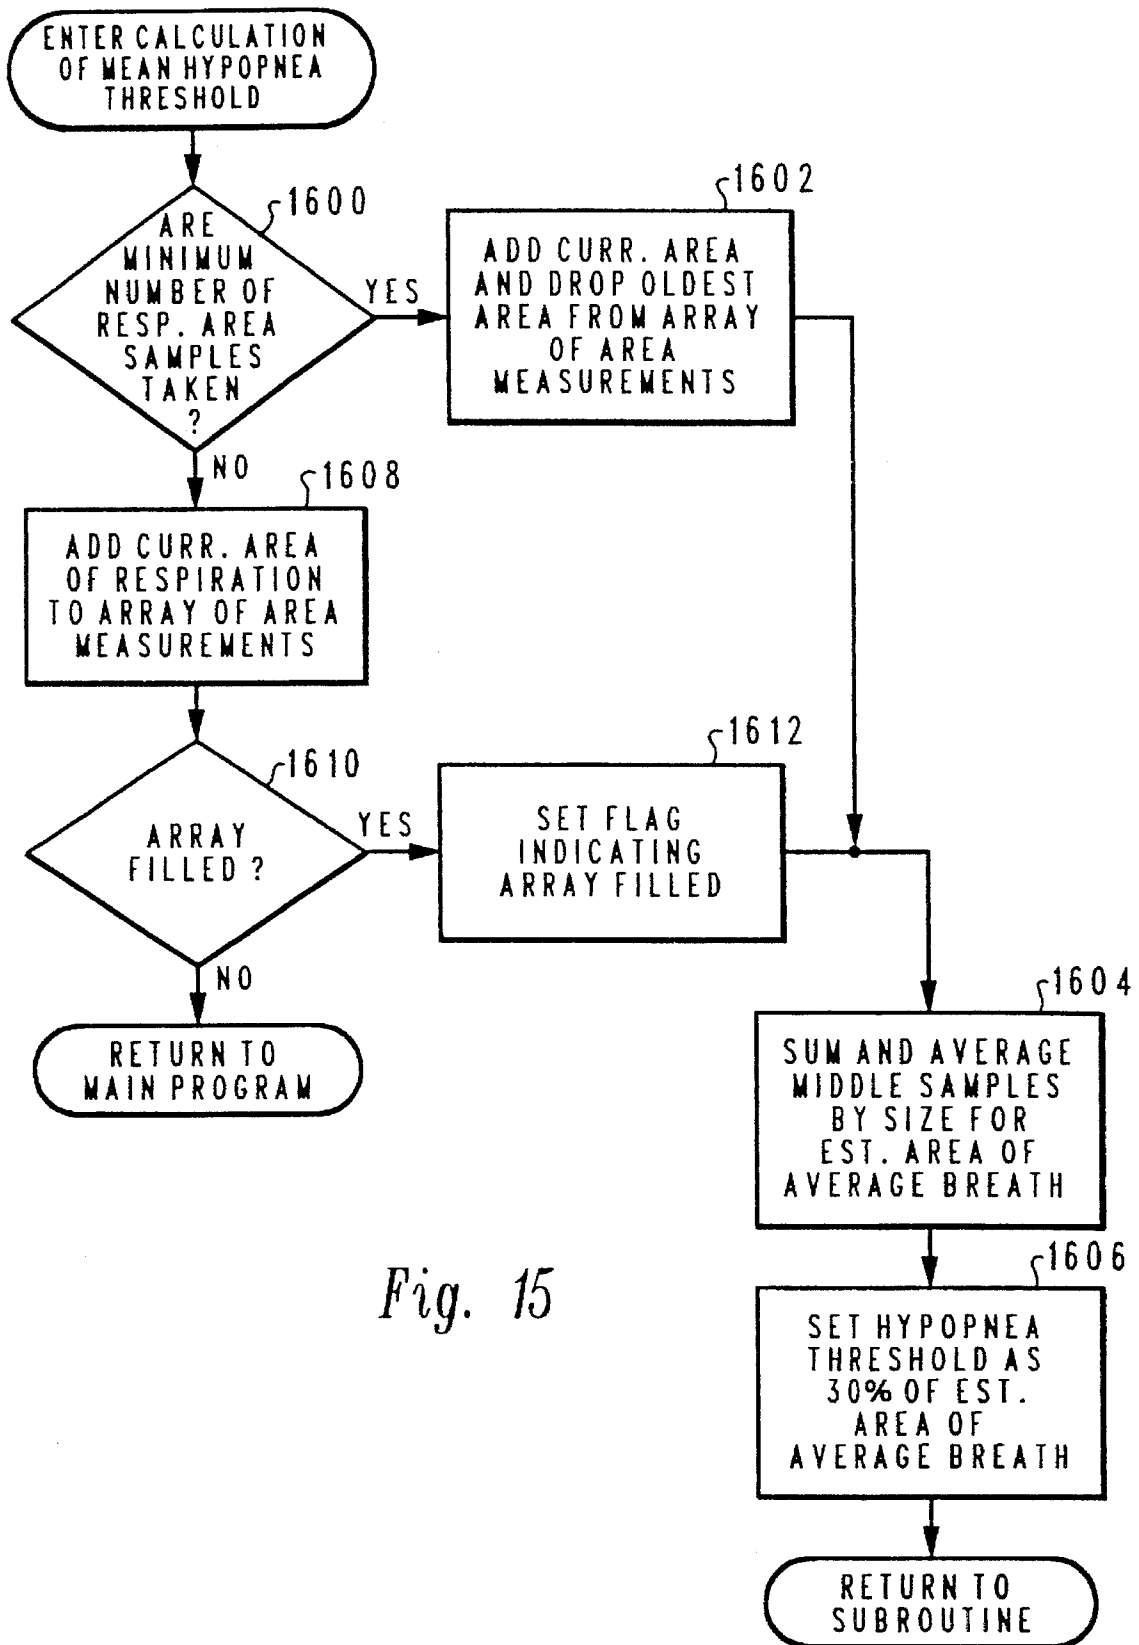 ENTER CALCULATION
OF MEAN HYPOPNEA
THRESHOLD
1600
ARE
MINIMUM
NUMBER OF
RESP. AREA
SAMPLES
TAKEN
?
YES
1602
ADD CURR. AREA
AND DROP OLDEST
AREA FROM ARRAY
OF AREA
MEASUREMENTS
NO
1608
ADD CURR. AREA
OF RESPIRATION
TO ARRAY OF AREA
MEASUREMENTS
1610
ARRAY
FILLED ?
YES
1612
SET FLAG
INDICATING
ARRAY FILLED
NO
RETURN TO
MAIN PROGRAM
1604
SUM AND AVERAGE
MIDDLE SAMPLES
BY SIZE FOR
EST. AREA OF
AVERAGE BREATH
1606
SET HYPOPNEA
THRESHOLD AS
30% OF EST.
AREA OF
AVERAGE BREATH
RETURN TO
SUBROUTINE
Fig. 15